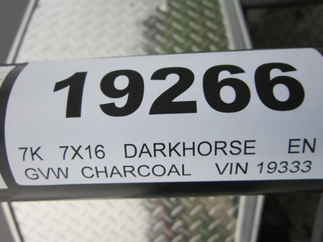 19266
7K 7X16 DARKHORSE EN
GVW CHARCOAL VIN 19333